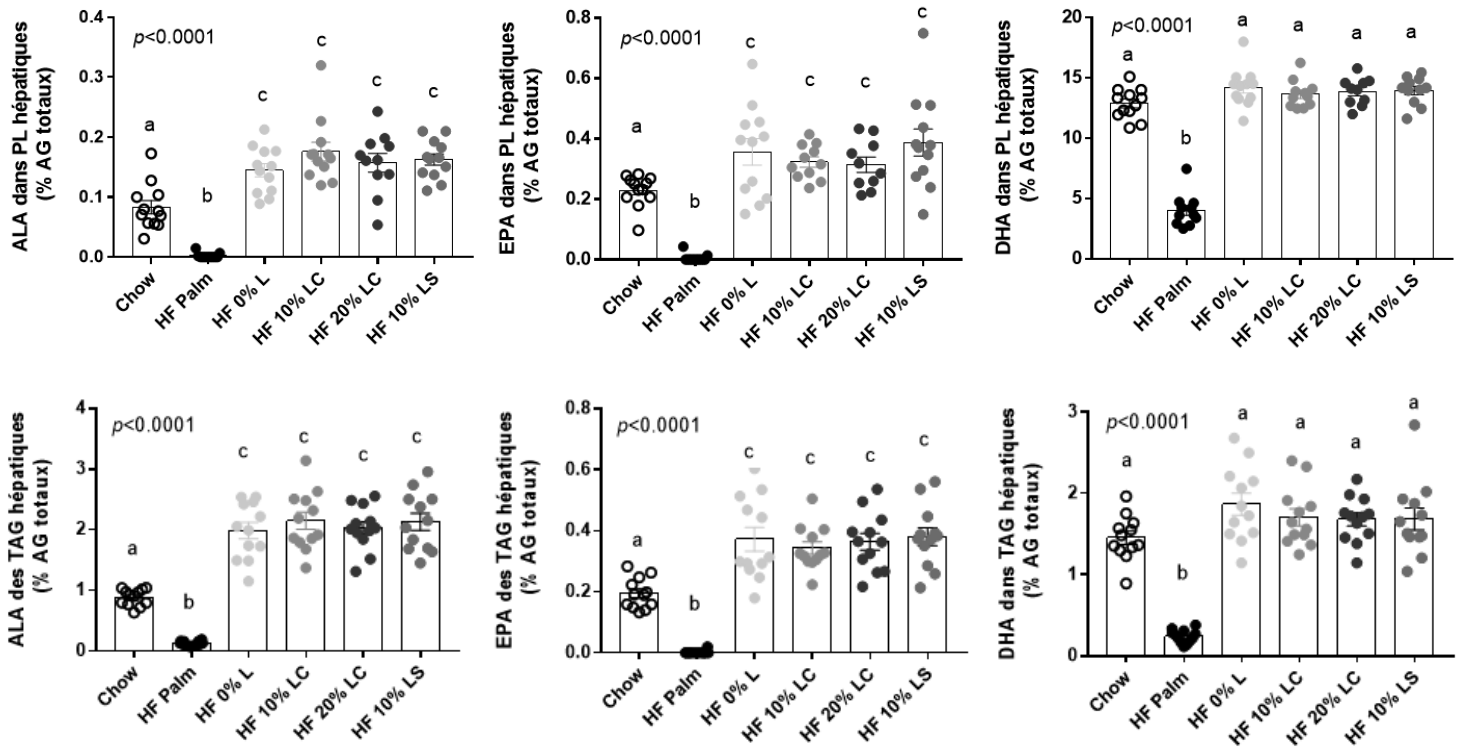 ALA dans PL hépatiques
(% AG totaux)
0.4
0.3
0.2
0.1
0.0
p<0.0001
a
b
c
c
c
c
Chow
HF Palm
HF 0% L
HF 10% LC
HF 20% LC
HF 10% LS
EPA dans PL hépatiques
(% AG totaux)
0.8
0.6
0.4
0.2
0.0
p<0.0001
a
b
c
c
c
c
Chow
HF Palm
HF 0% L
HF 10% LC
HF 20% LC
HF 10% LS
DHA dans PL hépatiques
(% AG totaux)
20
15
10
5
0
p<0.0001
a
b
a
a
a
a
Chow
HF Palm
HF 0% L
HF 10% LC
HF 20% LC
HF 10% LS
ALA des TAG hépatiques
(% AG totaux)
4
3
2
1
0
p<0.0001
a
b
c
c
c
c
Chow
HF Palm
HF 0% L
HF 10% LC
HF 20% LC
HF 10% LS
EPA des TAG hépatiques
(% AG totaux)
0.8
0.6
0.4
0.2
0.0
p<0.0001
a
b
c
c
c
c
Chow
HF Palm
HF 0% L
HF 10% LC
HF 20% LC
HF 10% LS
DHA dans TAG hépatiques
(% AG totaux)
3
2
1
0
p<0.0001
a
b
a
a
a
a
Chow
HF Palm
HF 0% L
HF 10% LC
HF 20% LC
HF 10% LS